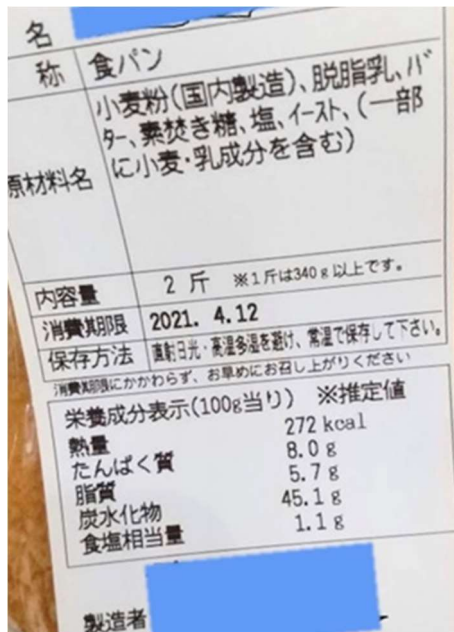 名称 食パン
小麦粉(国内製造)、脱脂乳、バ
ター、素焚き糖、塩、イースト、(一部
に小麦・乳成分を含む)
原材料名
内容量 2斤 ※1斤は340g以上です。
消費期限 2021. 4.12
保存方法 直射日光・高温多湿を避け、常温で保存して下さい。
消費期限にかかわらず、お早めにお召し上がりください
栄養成分表示(100g当り) ※推定値
熱量 272 kcal
たんぱく質 8.0 g
脂質 5.7 g
炭水化物 45.1 g
食塩相当量 1.1 g
製造者